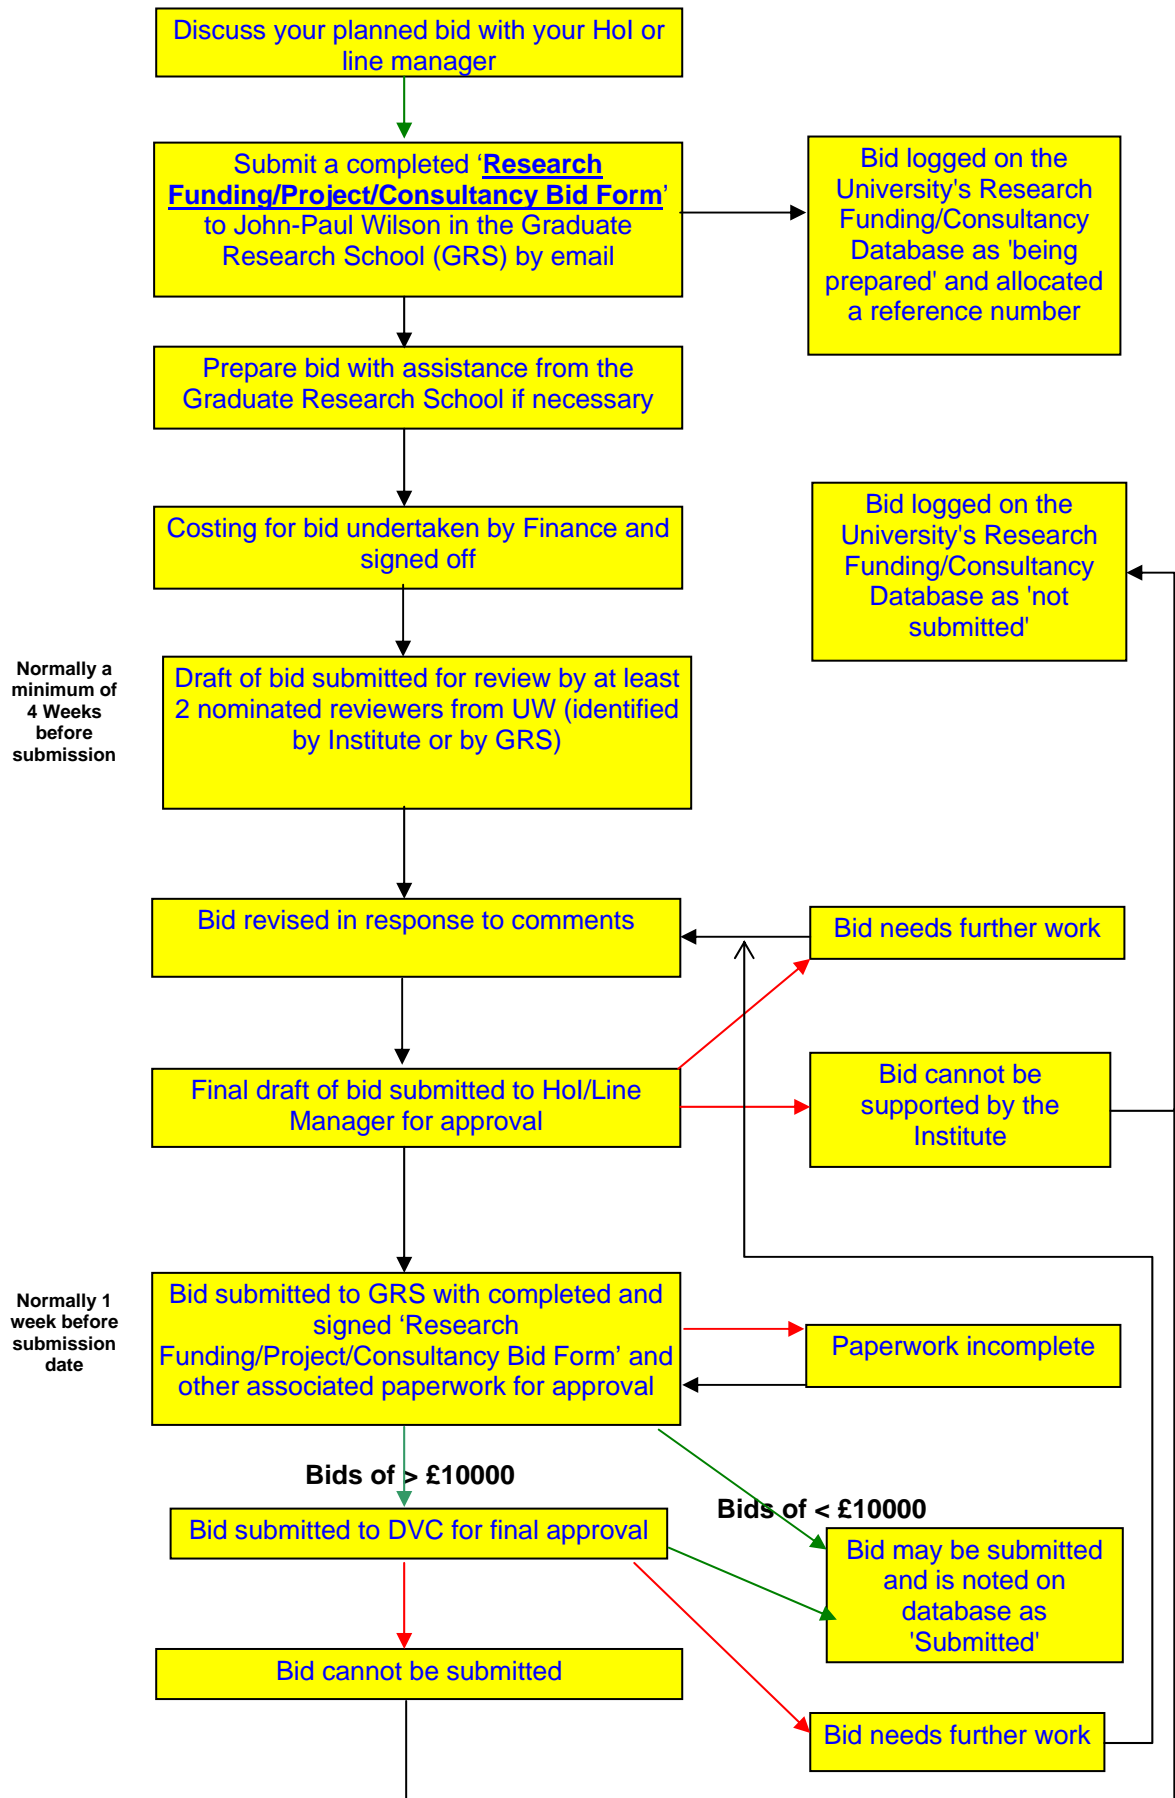 Discuss your planned bid with your HoI or
line manager
Submit a completed ‘Research
Funding/Project/Consultancy Bid Form’
to John-Paul Wilson in the Graduate
Research School (GRS) by email
Bid logged on the
University's Research
Funding/Consultancy
Database as 'being
prepared' and allocated
a reference number
Prepare bid with assistance from the
Graduate Research School if necessary
Costing for bid undertaken by Finance and
signed off
Bid logged on the
University's Research
Funding/Consultancy
Database as 'not
submitted'
Normally a
minimum of
4 Weeks
before
submission
Draft of bid submitted for review by at least
2 nominated reviewers from UW (identified
by Institute or by GRS)
Bid revised in response to comments
Bid needs further work
Final draft of bid submitted to HoI/Line
Manager for approval
Bid cannot be
supported by the
Institute
Normally 1
week before
submission
date
Bid submitted to GRS with completed and
signed ‘Research
Funding/Project/Consultancy Bid Form’ and
other associated paperwork for approval
Paperwork incomplete
Bids of > £10000
Bids of < £10000
Bid submitted to DVC for final approval
Bid may be submitted
and is noted on
database as
'Submitted'
Bid cannot be submitted
Bid needs further work